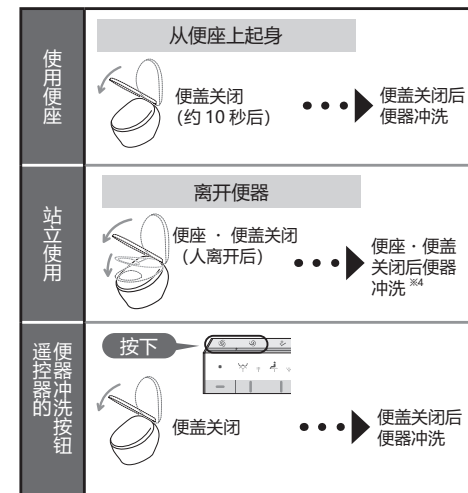 使用便座
从便座上起身
便盖关闭
(约 10 秒后)
便盖关闭后
便器冲洗
站立使用
离开便器
便座 · 便盖关闭
(人离开后)
便座 · 便盖
关闭后便器
冲洗 ※4
便器冲洗按钮
遥控器的
按下
便盖关闭
便盖关闭后
便器冲洗